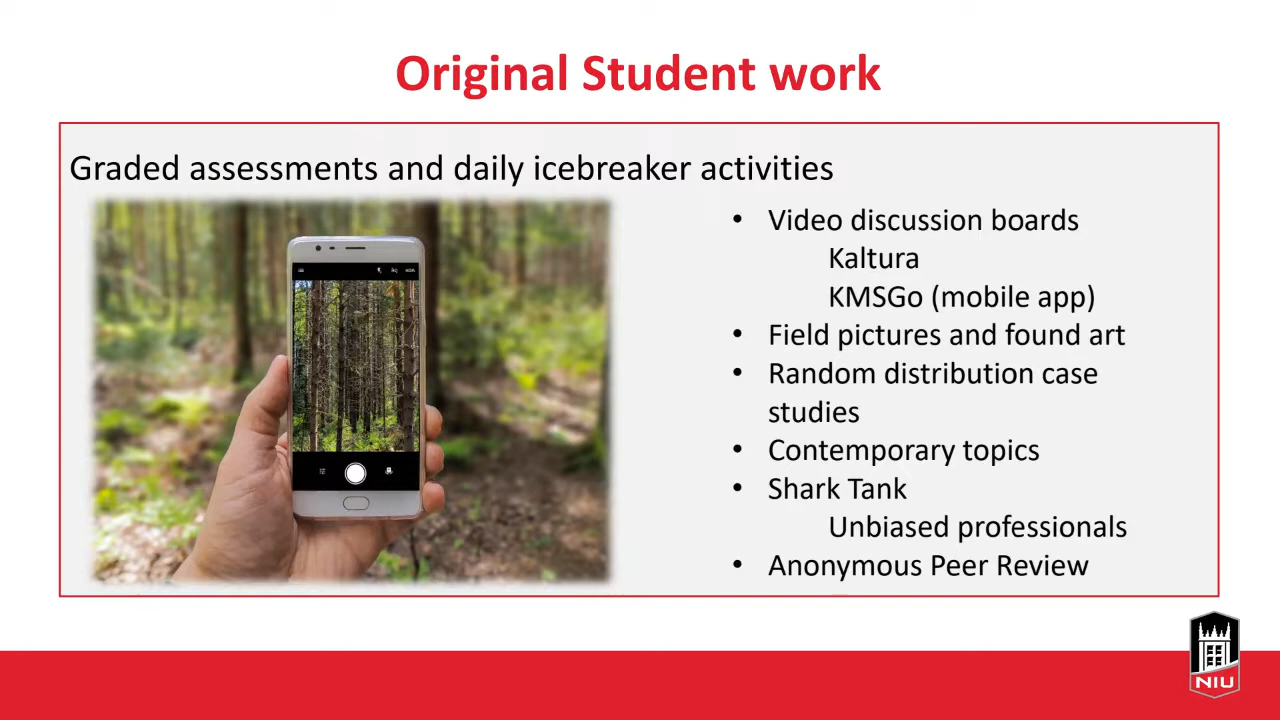 Original Student work
Graded assessments and daily icebreaker activities
• Video discussion boards
Kaltura
KMSGo (mobile app)
• Field pictures and found art
• Random distribution case
studies
• Contemporary topics
• Shark Tank
Unbiased professionals
• Anonymous Peer Review
NIU